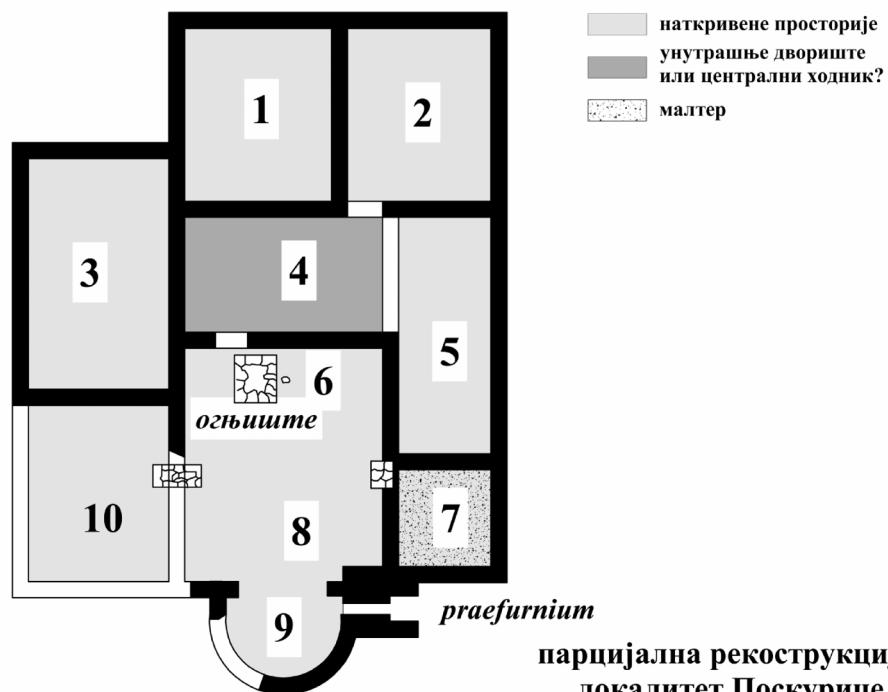 наткривене просторије
унутрашње двориште
или централни ходник?
малтер
1
2
3
4
5
6
огњиште
7
8
10
9
praefurnium
парцијална
локалитет Поскурице